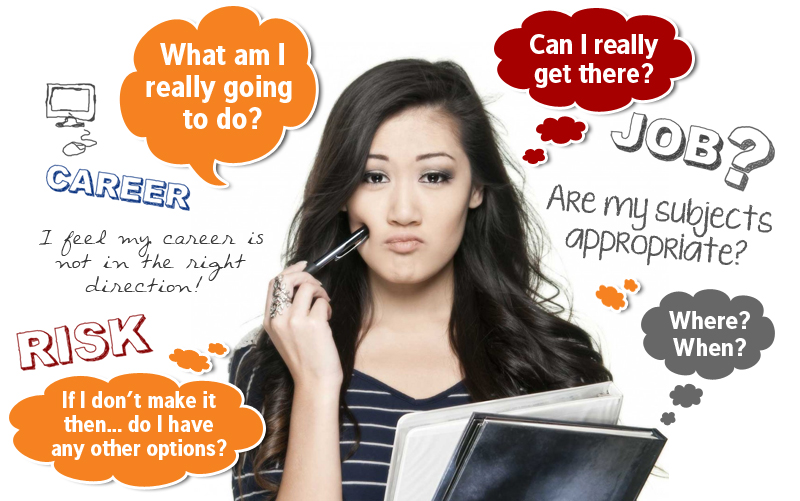 What am I
really going
to do?
Can I really
get there?
JOB?
CAREER
Are my subjects
appropriate?
I feel my career is
not in the right
direction!
Where?
When?
RISK
If I don't make it
then... do I have
any other options?